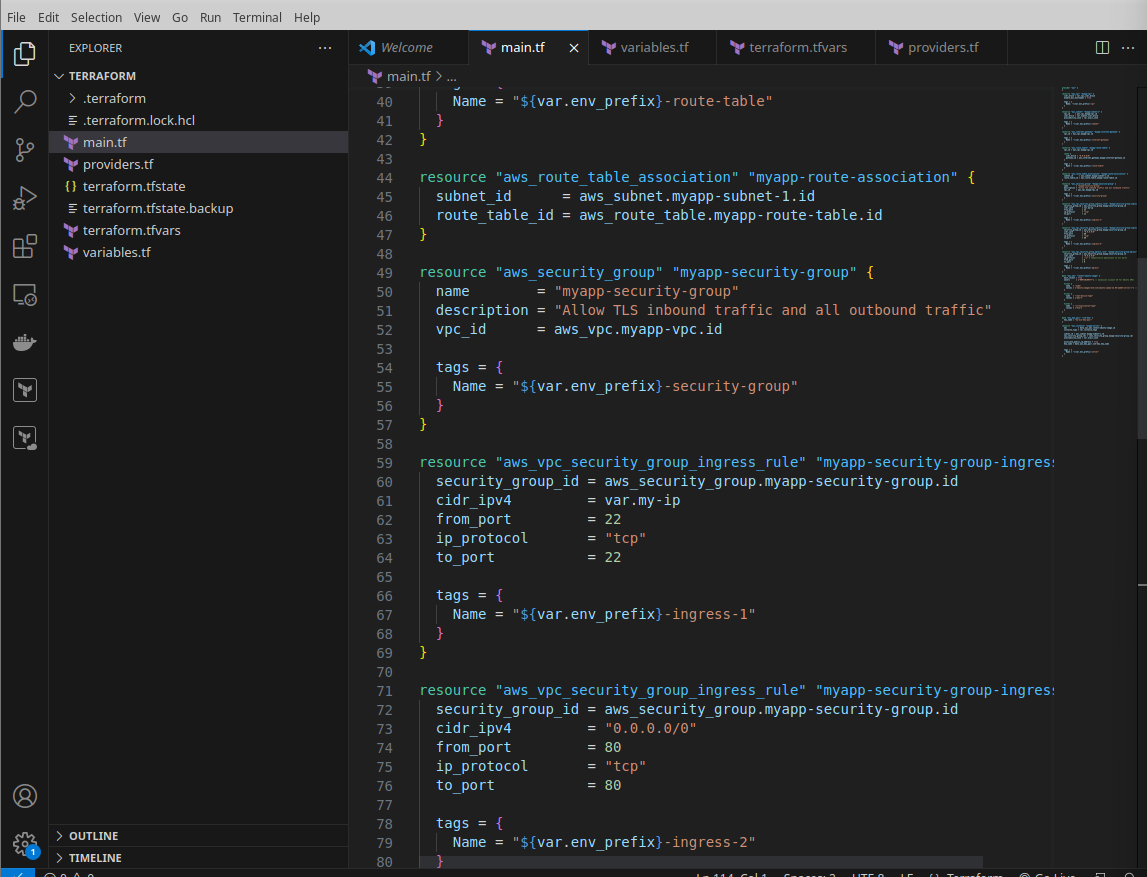 File Edit Selection View Go Run Terminal Help
EXPLORER
TERRAFORM
.terraform
.terraform.lock.hcl
main.tf
providers.tf
{} terraform.tfstate
terraform.tfstate.backup
terraform.tfvars
variables.tf
OUTLINE
TIMELINE
1
Welcome main.tf variables.tf terraform.tfvars providers.tf
main.tf > ...
40 Name = "${var.env_prefix}-route-table"
41 }
42 }
43
44 resource "aws_route_table_association" "myapp-route-association" {
45 subnet_id = aws_subnet.myapp-subnet-1.id
46 route_table_id = aws_route_table.myapp-route-table.id
47 }
48
49 resource "aws_security_group" "myapp-security-group" {
50 name = "myapp-security-group"
51 description = "Allow TLS inbound traffic and all outbound traffic"
52 vpc_id = aws_vpc.myapp-vpc.id
53
54 tags = {
55 Name = "${var.env_prefix}-security-group"
56 }
57 }
58
59 resource "aws_vpc_security_group_ingress_rule" "myapp-security-group-ingress
60 security_group_id = aws_security_group.myapp-security-group.id
61 cidr_ipv4 = var.my-ip
62 from_port = 22
63 ip_protocol = "tcp"
64 to_port = 22
65
66 tags = {
67 Name = "${var.env_prefix}-ingress-1"
68 }
69 }
70
71 resource "aws_vpc_security_group_ingress_rule" "myapp-security-group-ingress
72 security_group_id = aws_security_group.myapp-security-group.id
73 cidr_ipv4 = "0.0.0.0/0"
74 from_port = 80
75 ip_protocol = "tcp"
76 to_port = 80
77
78 tags = {
79 Name = "${var.env_prefix}-ingress-2"
80 }